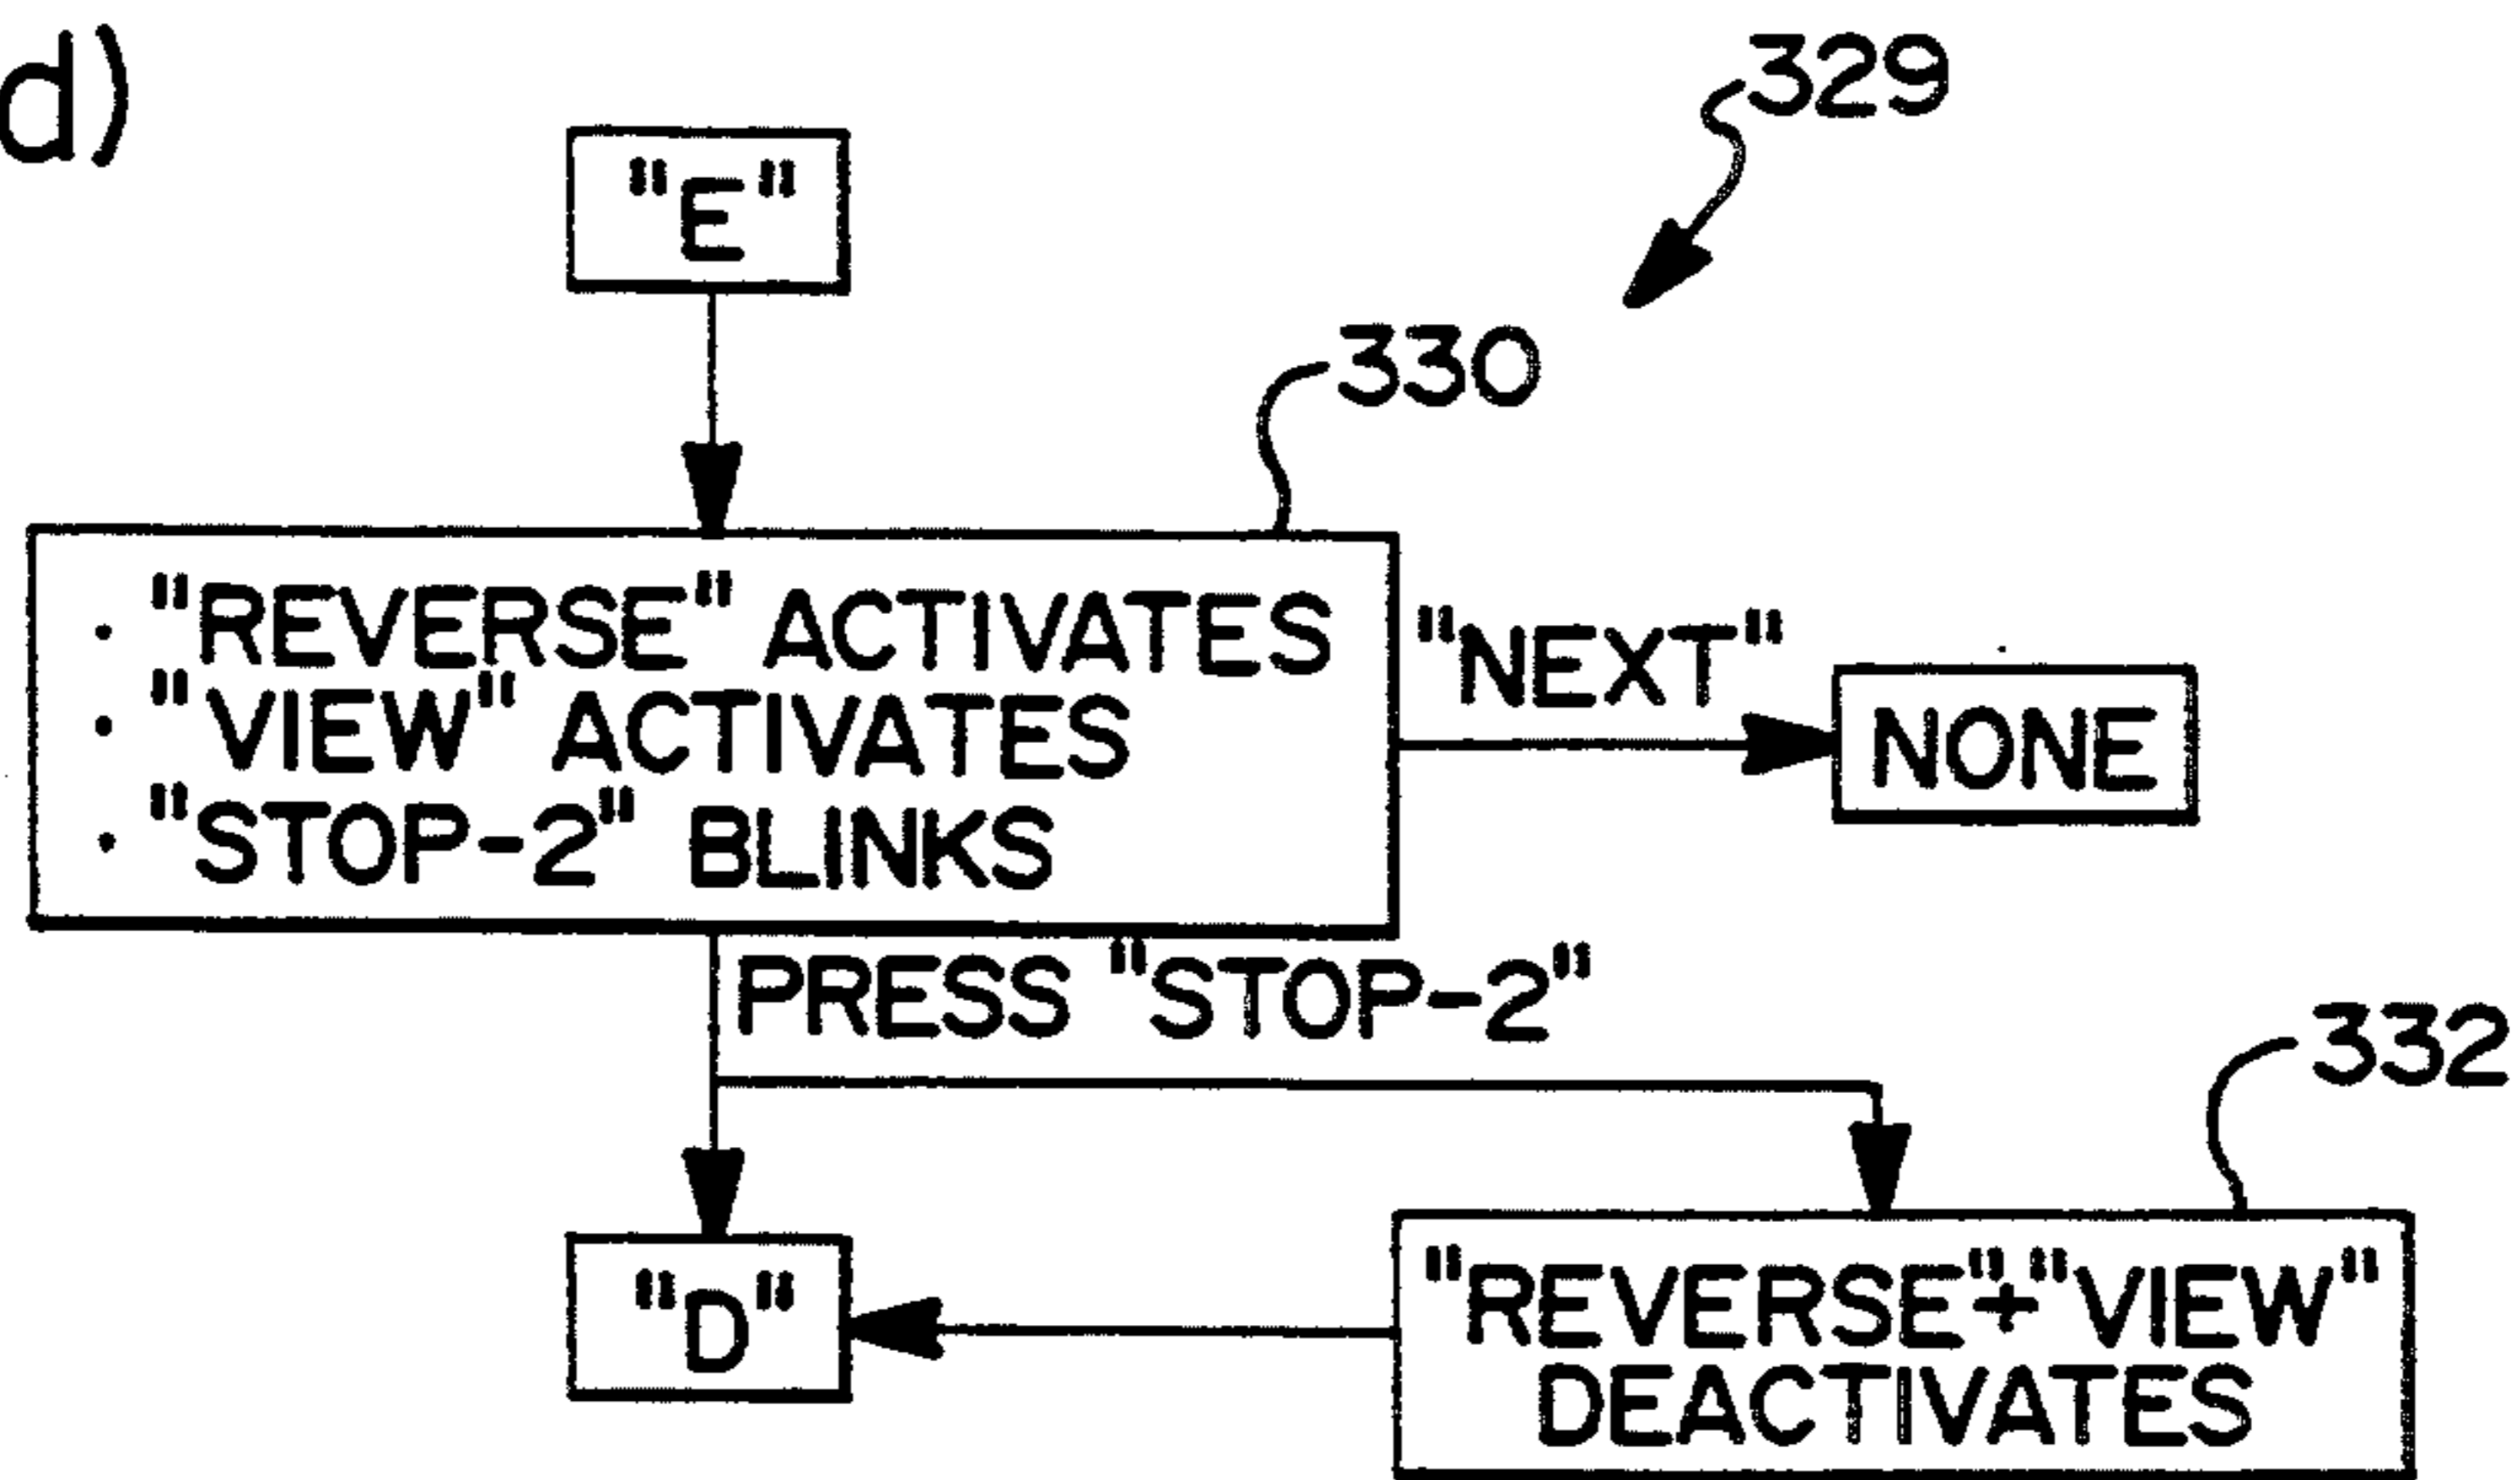 d)
329
"E"
330
· "REVERSE" ACTIVATES
· "VIEW" ACTIVATES
· "STOP-2" BLINKS
"NEXT"
NONE
PRESS "STOP-2"
332
"D"
"REVERSE"+"VIEW"
DEACTIVATES